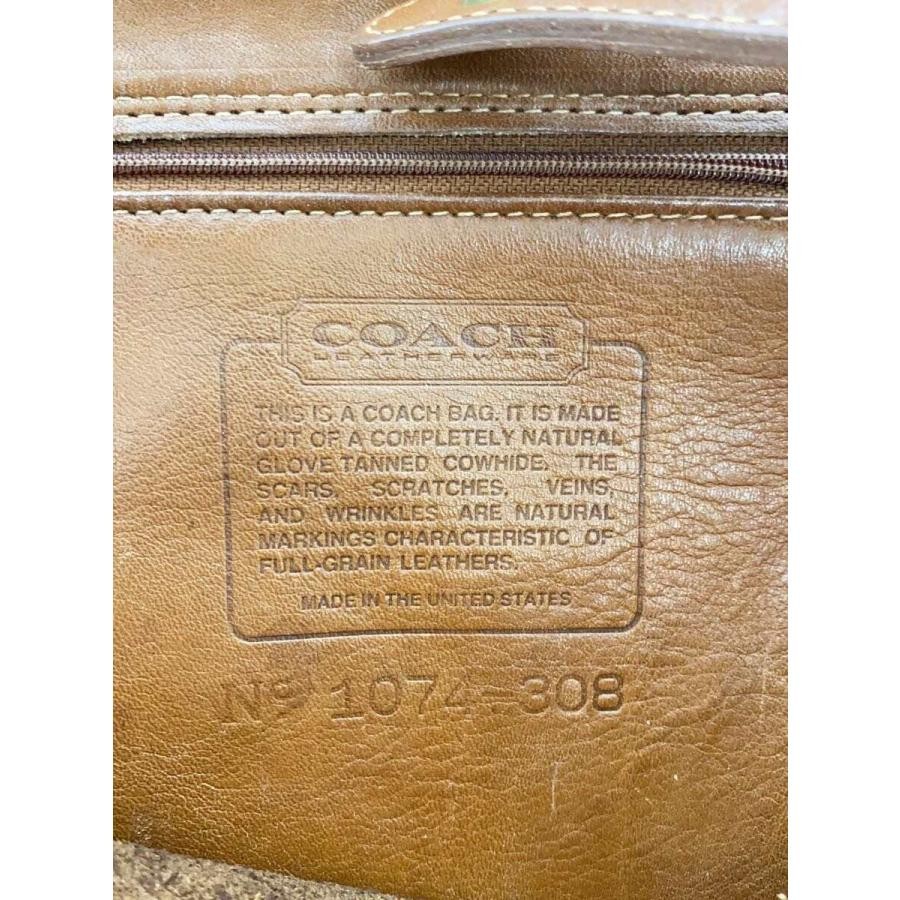 COACH
LEATHERWARE
THIS IS A COACH BAG. IT IS MADE
OUT OF A COMPLETELY NATURAL
GLOVE TANNED COWHIDE. THE
SCARS, SCRATCHES, VEINS,
AND WRINKLES ARE NATURAL
MARKINGS CHARACTERISTIC OF
FULL-GRAIN LEATHERS.
MADE IN THE UNITED STATES
Nº 1074-308